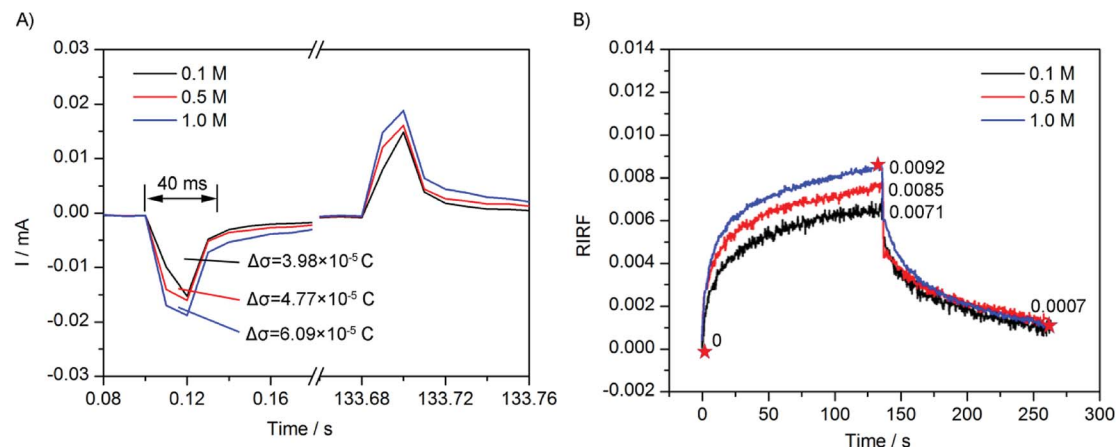 A)
0.03
0.02
0.01
0.00
-0.01
-0.02
-0.03
I / mA
0.1 M
0.5 M
1.0 M
40 ms
Δσ=3.98×10⁻⁵ C
Δσ=4.77×10⁻⁵ C
Δσ=6.09×10⁻⁵ C
0.08 0.12 0.16 133.68 133.72 133.76
Time / s
B)
0.014
0.012
0.010
0.008
0.006
0.004
0.002
0.000
-0.002
RIRF
0.1 M
0.5 M
1.0 M
0.0092
0.0085
0.0071
0.0007
0
0 50 100 150 200 250 300
Time / s